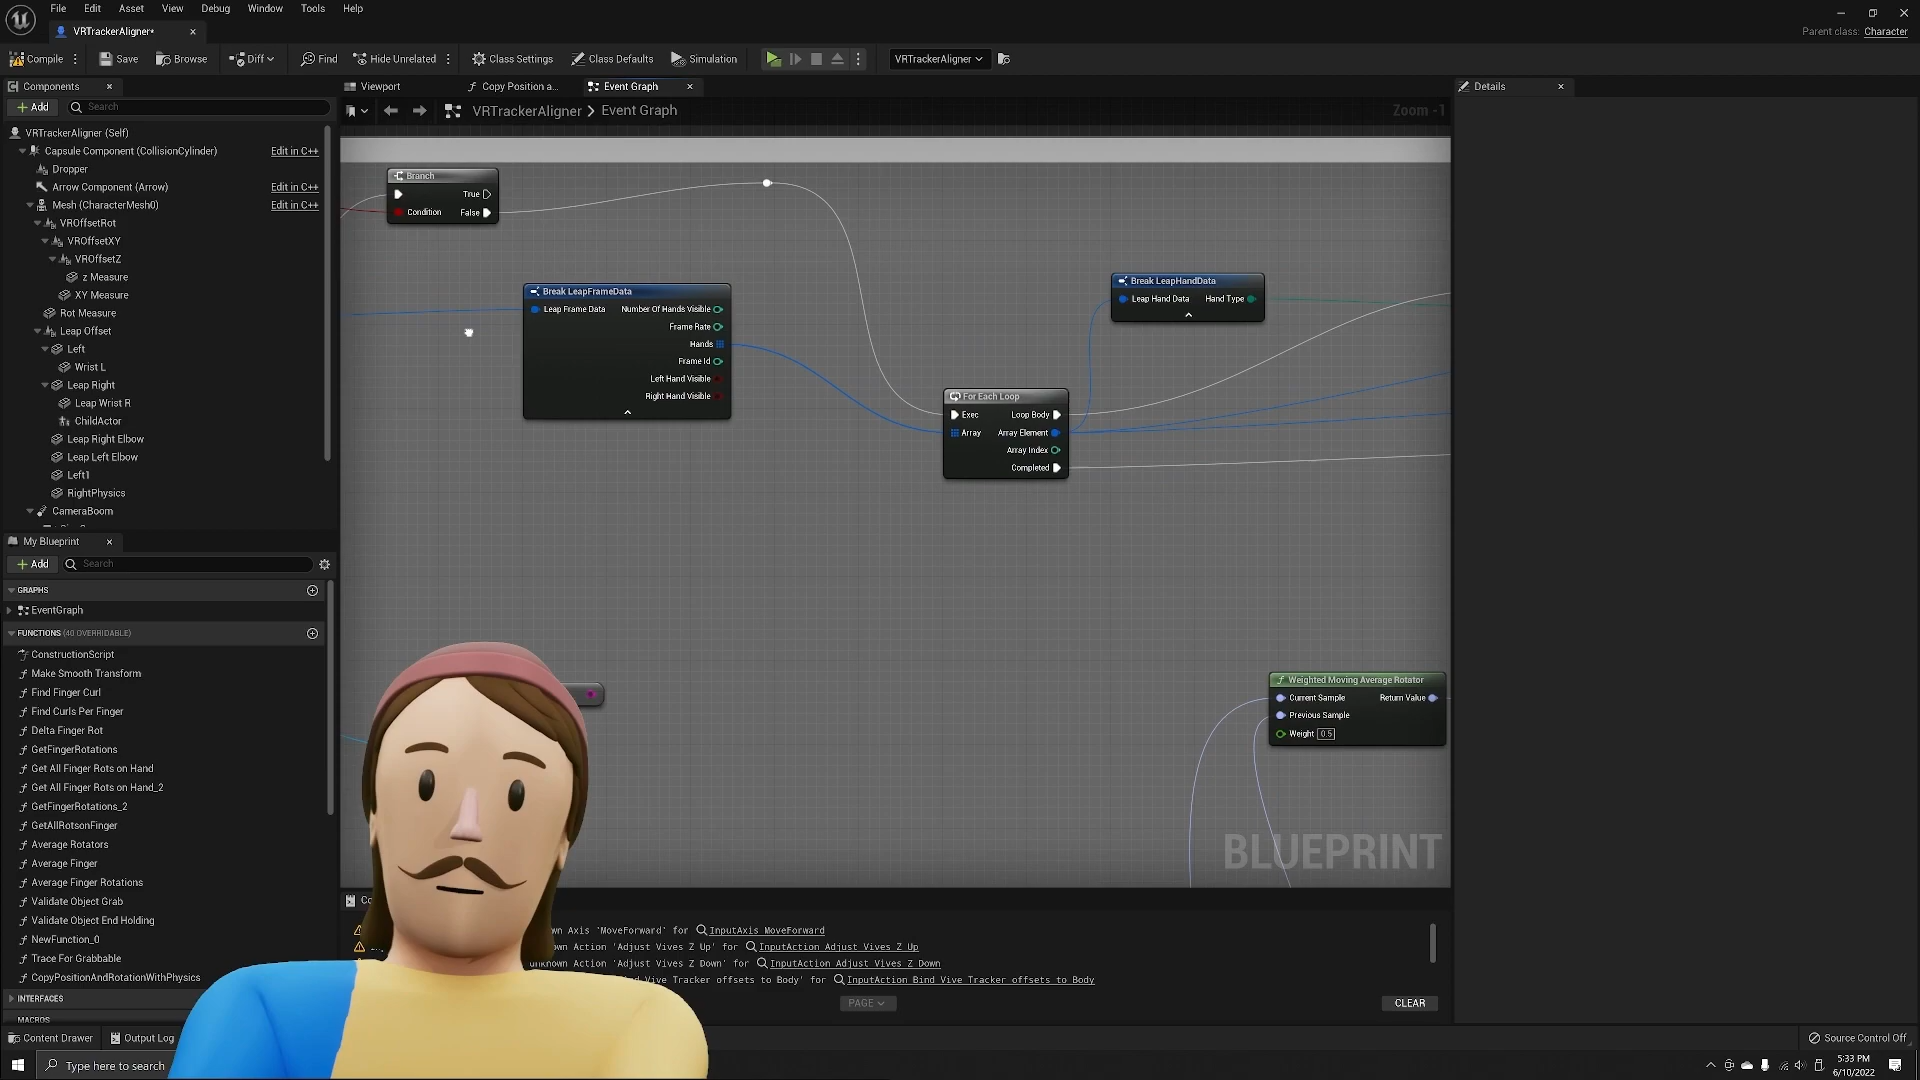 File Edit Asset View Debug Window Tools Help
VRTrackerAligner*
Parent class: Character
Compile Save Browse Diff Find Hide Unrelated Class Settings Class Defaults Simulation VRTrackerAligner
Components
Viewport
Copy Position a...
Event Graph
Details
Add
Search
VRTrackerAligner > Event Graph
Zoom -1
VRTrackerAligner (Self)
Capsule Component (CollisionCylinder) Edit in C++
Dropper
Arrow Component (Arrow) Edit in C++
Mesh (CharacterMesh0) Edit in C++
VROffsetRot
VROffsetXY
VROffsetZ
z Measure
XY Measure
Rot Measure
Leap Offset
Left
Wrist L
Leap Right
Leap Wrist R
ChildActor
Leap Right Elbow
Leap Left Elbow
Left1
RightPhysics
CameraBoom
My Blueprint
Add
Search
GRAPHS
EventGraph
FUNCTIONS (40 OVERRIDABLE)
ConstructionScript
Make Smooth Transform
Find Finger Curl
Find Curls Per Finger
Delta Finger Rot
GetFingerRotations
Get All Finger Rots on Hand
Get All Finger Rots on Hand_2
GetFingerRotations_2
GetAllRotsonFinger
Average Rotators
Average Finger
Average Finger Rotations
Validate Object Grab
Validate Object End Holding
NewFunction_0
Trace For Grabbable
CopyPositionAndRotationWithPhysics
INTERFACES
MACROS
Branch
True
Condition False
Break LeapFrameData
Leap Frame Data Number Of Hands Visible
Frame Rate
Hands
Frame Id
Left Hand Visible
Right Hand Visible
Break LeapHandData
Leap Hand Data Hand Type
For Each Loop
Exec Loop Body
Array Array Element
Array Index
Completed
Weighted Moving Average Rotator
Current Sample Return Value
Previous Sample
Weight 0.5
BLUEPRINT
Co
wn Axis 'MoveForward' for InputAxis MoveForward
nown Action 'Adjust Vives Z Up' for InputAction Adjust Vives Z Up
unknown Action 'Adjust Vives Z Down' for InputAction Adjust Vives Z Down
nd Vive Tracker offsets to Body' for InputAction Bind Vive Tracker offsets to Body
PAGE
CLEAR
Content Drawer Output Log
Source Control Off
Type here to search
5:33 PM
6/10/2022